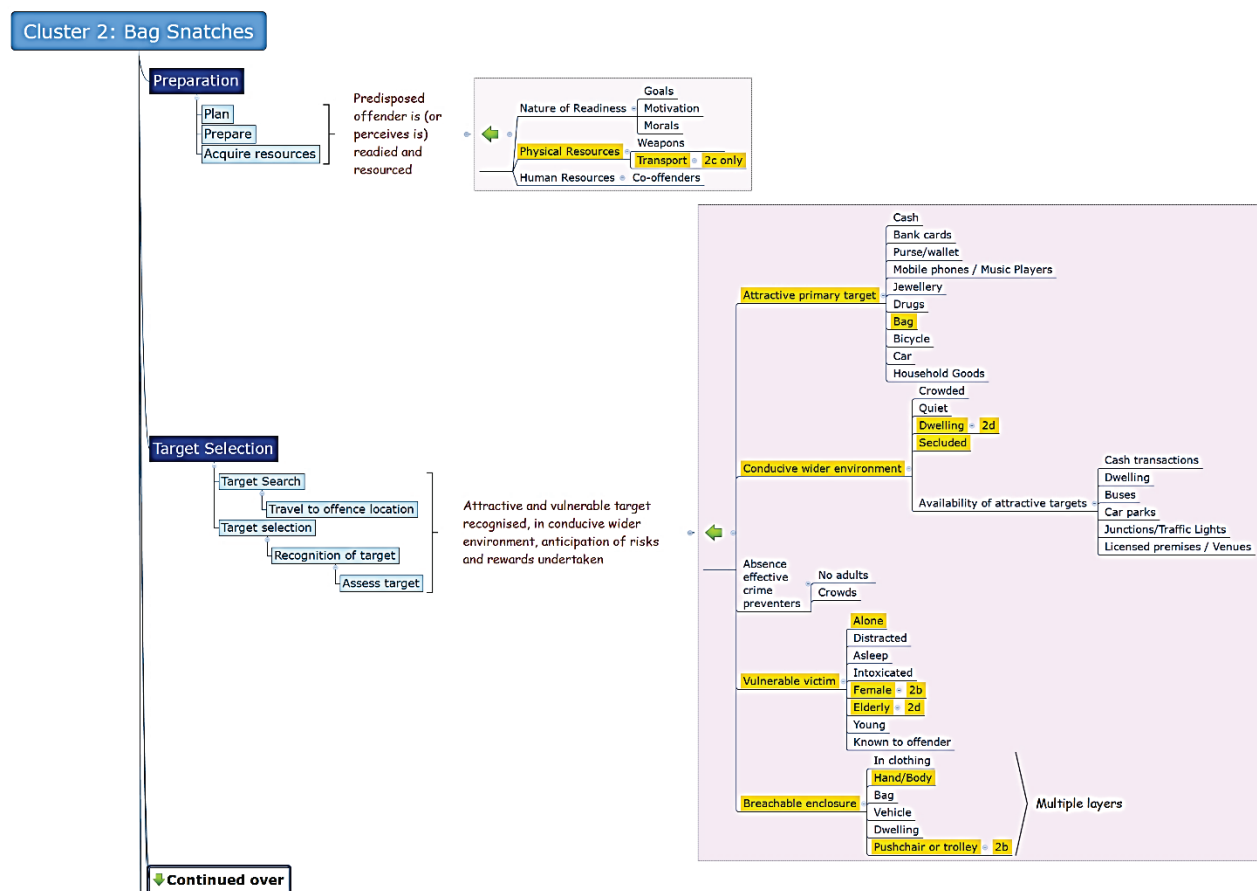 Cluster 2: Bag Snatches
Preparation
Plan
Prepare
Acquire resources
Predisposed
offender is (or
perceives is)
readied and
resourced
Nature of Readiness
Goals
Motivation
Morals
Physical Resources
Weapons
Transport
2c only
Human Resources
Co-offenders
Target Selection
Target Search
Travel to offence location
Target selection
Recognition of target
Assess target
Attractive and vulnerable target
recognised, in conducive wider
environment, anticipation of risks
and rewards undertaken
Attractive primary target
Cash
Bank cards
Purse/wallet
Mobile phones / Music Players
Jewellery
Drugs
Bag
Bicycle
Car
Household Goods
Conducive wider environment
Crowded
Quiet
Dwelling
2d
Secluded
Availability of attractive targets
Cash transactions
Dwelling
Buses
Car parks
Junctions/Traffic Lights
Licensed premises / Venues
Absence
effective
crime
preventers
No adults
Crowds
Vulnerable victim
Alone
Distracted
Asleep
Intoxicated
Female
2b
Elderly
2d
Young
Known to offender
Breachable enclosure
In clothing
Hand/Body
Bag
Vehicle
Dwelling
Pushchair or trolley
2b
Multiple layers
Continued over